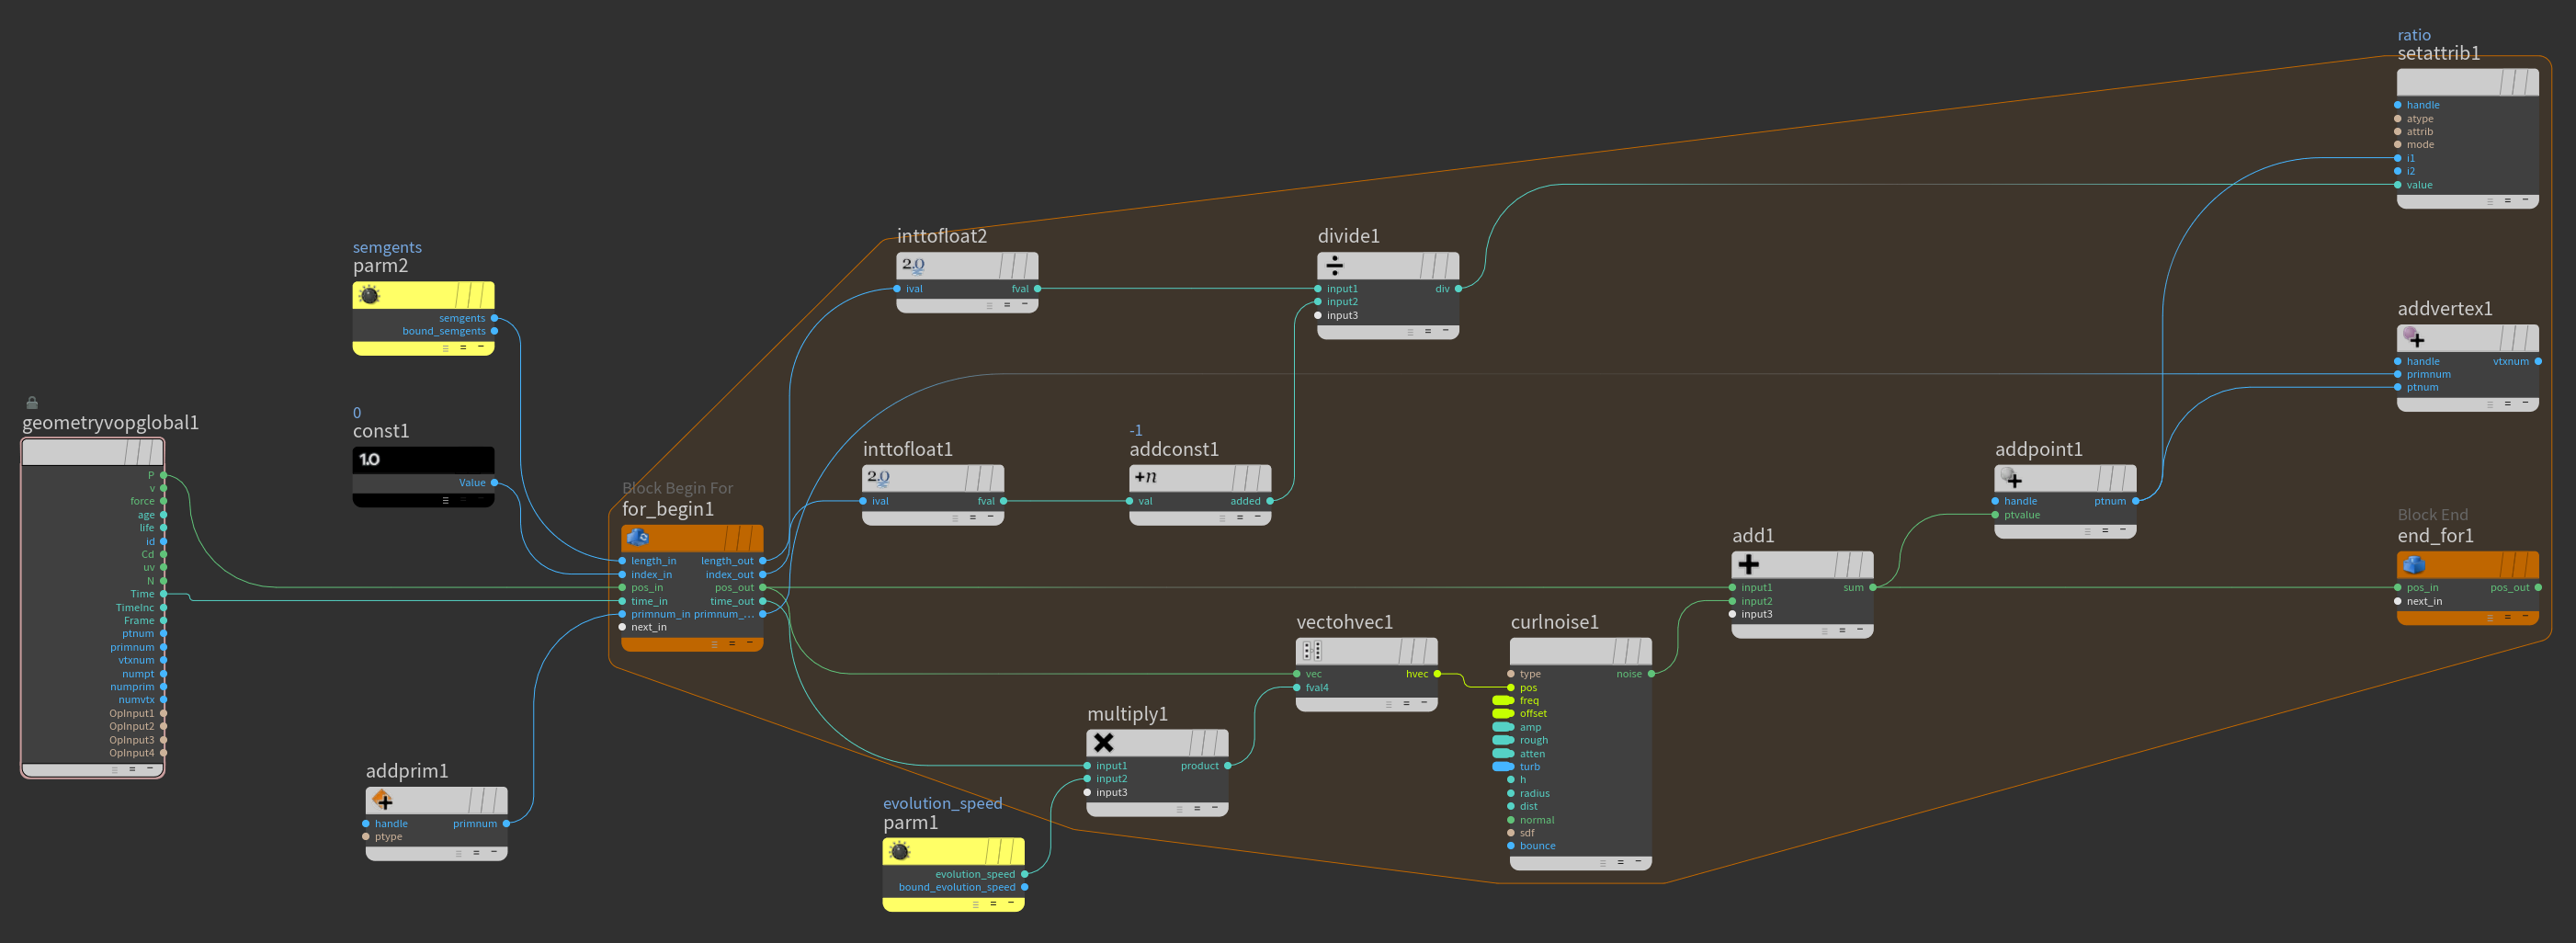 ratio
setattrib1
handle
atype
attrib
mode
i1
i2
value
inttofloat2
2.0
ival fval
divide1
input1 div
input2
input3
semgents
parm2
semgents
bound_semgents
addvertex1
handle vtxnum
primnum
ptnum
geometryvopglobal1
P
v
force
age
life
id
Cd
uv
N
Time
TimeInc
Frame
ptnum
primnum
vtxnum
numpt
numprim
numvtx
OpInput1
OpInput2
OpInput3
OpInput4
0
const1
1.0
Value
inttofloat1
2.0
ival fval
-1
addconst1
+n
val added
addpoint1
handle ptnum
ptvalue
Block Begin For
for_begin1
length_in length_out
index_in index_out
pos_in pos_out
time_in time_out
primnum_in primnum_...
next_in
add1
input1 sum
input2
input3
Block End
end_for1
pos_in pos_out
next_in
vectohvec1
vec hvec
fval4
curlnoise1
type noise
pos
freq
offset
amp
rough
atten
turb
h
radius
dist
normal
sdf
bounce
multiply1
input1 product
input2
input3
addprim1
handle primnum
ptype
evolution_speed
parm1
evolution_speed
bound_evolution_speed